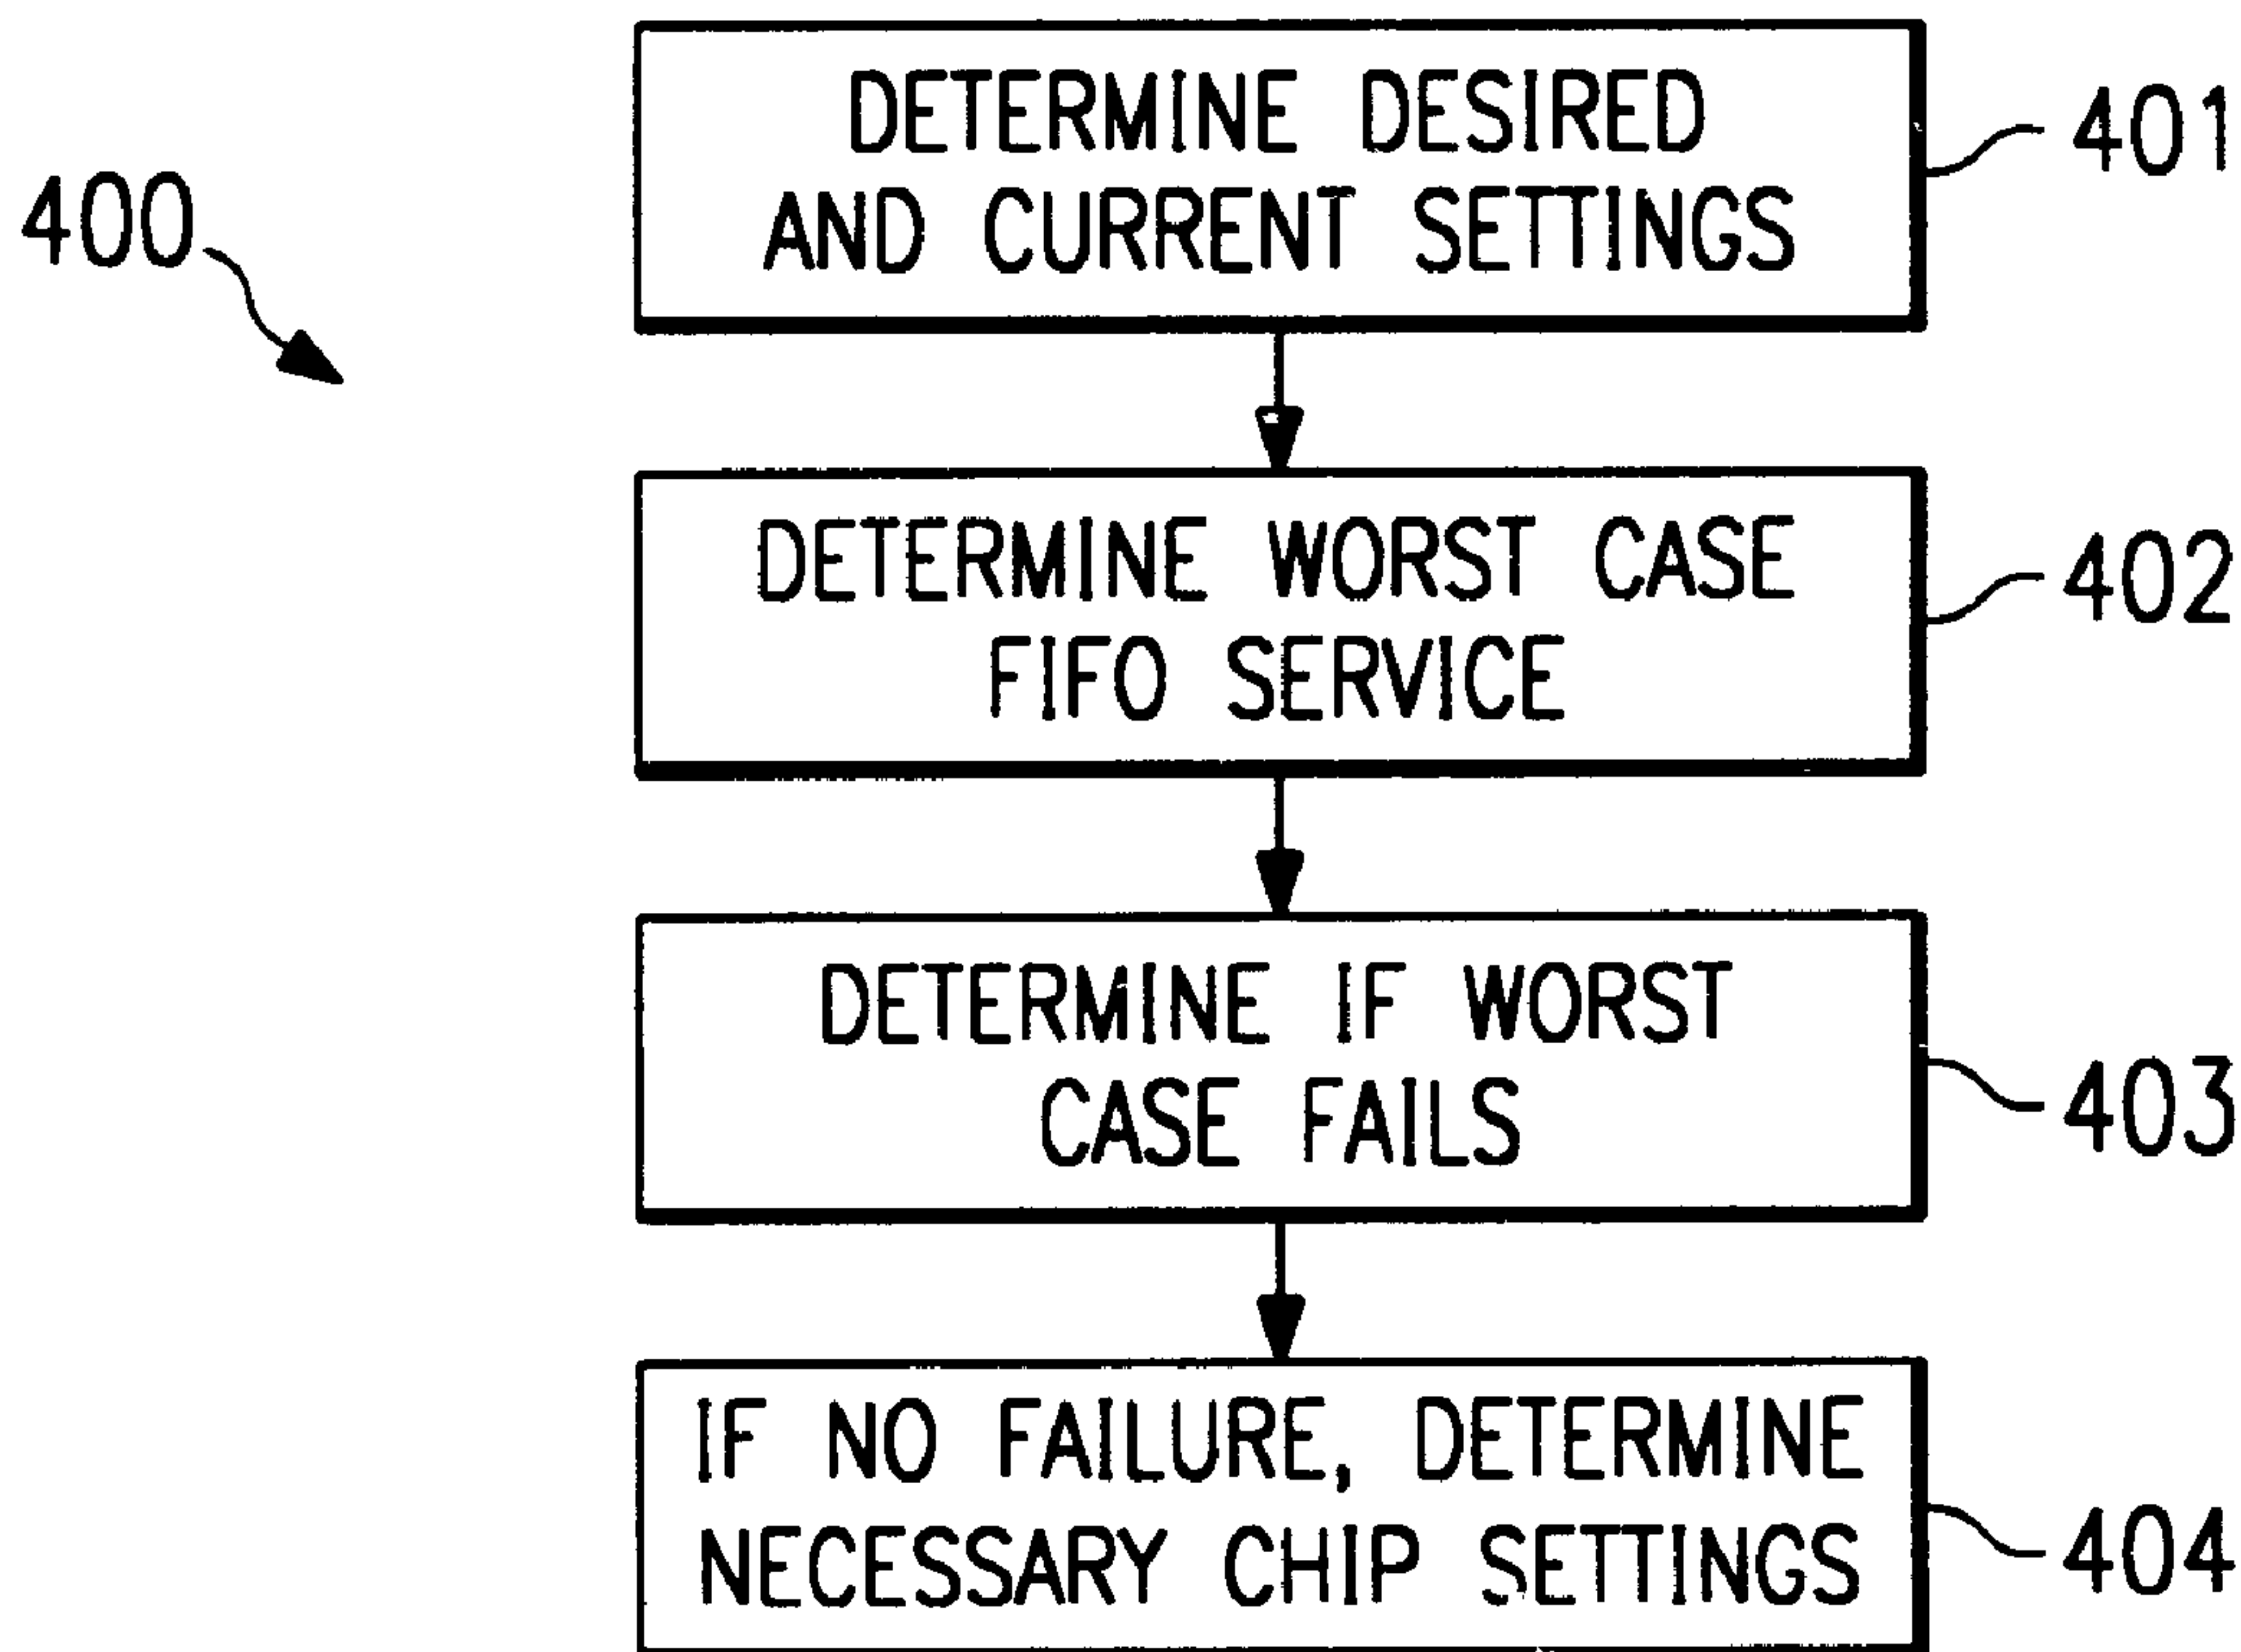 400
DETERMINE DESIRED
AND CURRENT SETTINGS
401
DETERMINE WORST CASE
FIFO SERVICE
402
DETERMINE IF WORST
CASE FAILS
403
IF NO FAILURE, DETERMINE
NECESSARY CHIP SETTINGS
404